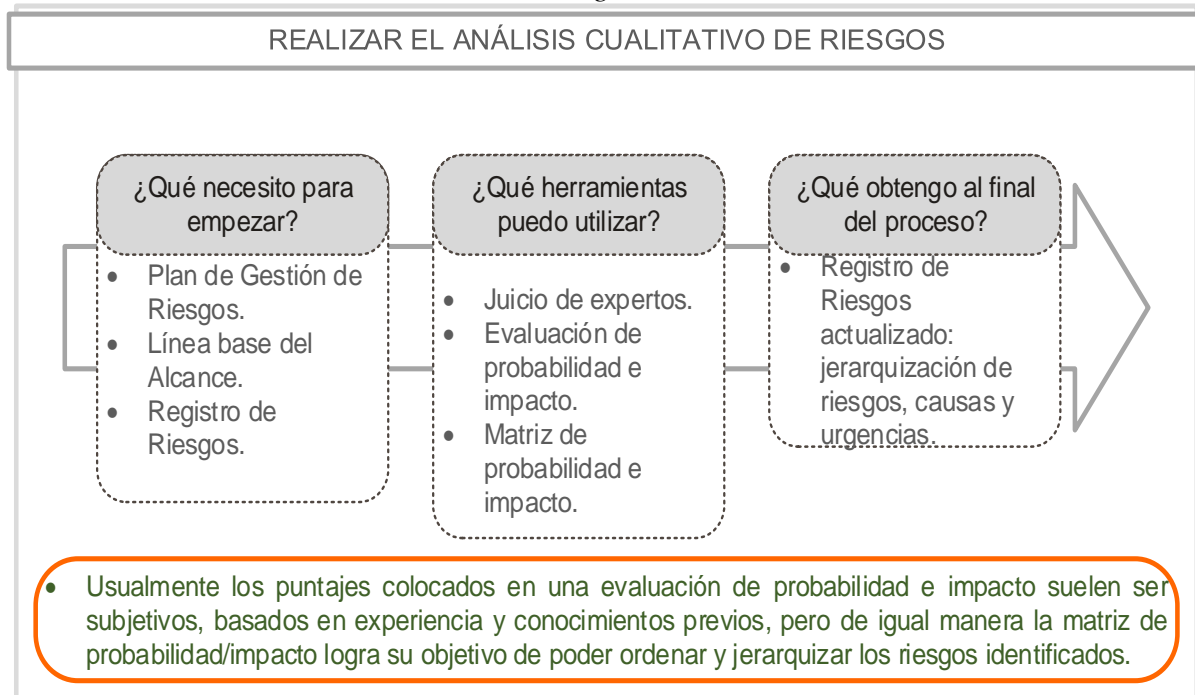 REALIZAR EL ANÁLISIS CUALITATIVO DE RIESGOS
¿Qué necesito para
empezar?
• Plan de Gestión de
Riesgos.
• Línea base del
Alcance.
• Registro de
Riesgos.
¿Qué herramientas
puedo utilizar?
• Juicio de expertos.
• Evaluación de
probabilidad e
impacto.
• Matriz de
probabilidad e
impacto.
¿Qué obtengo al final
del proceso?
• Registro de
Riesgos
actualizado:
jerarquización de
riesgos, causas y
urgencias.
• Usualmente los puntajes colocados en una evaluación de probabilidad e impacto suelen ser
subjetivos, basados en experiencia y conocimientos previos, pero de igual manera la matriz de
probabilidad/impacto logra su objetivo de poder ordenar y jerarquizar los riesgos identificados.